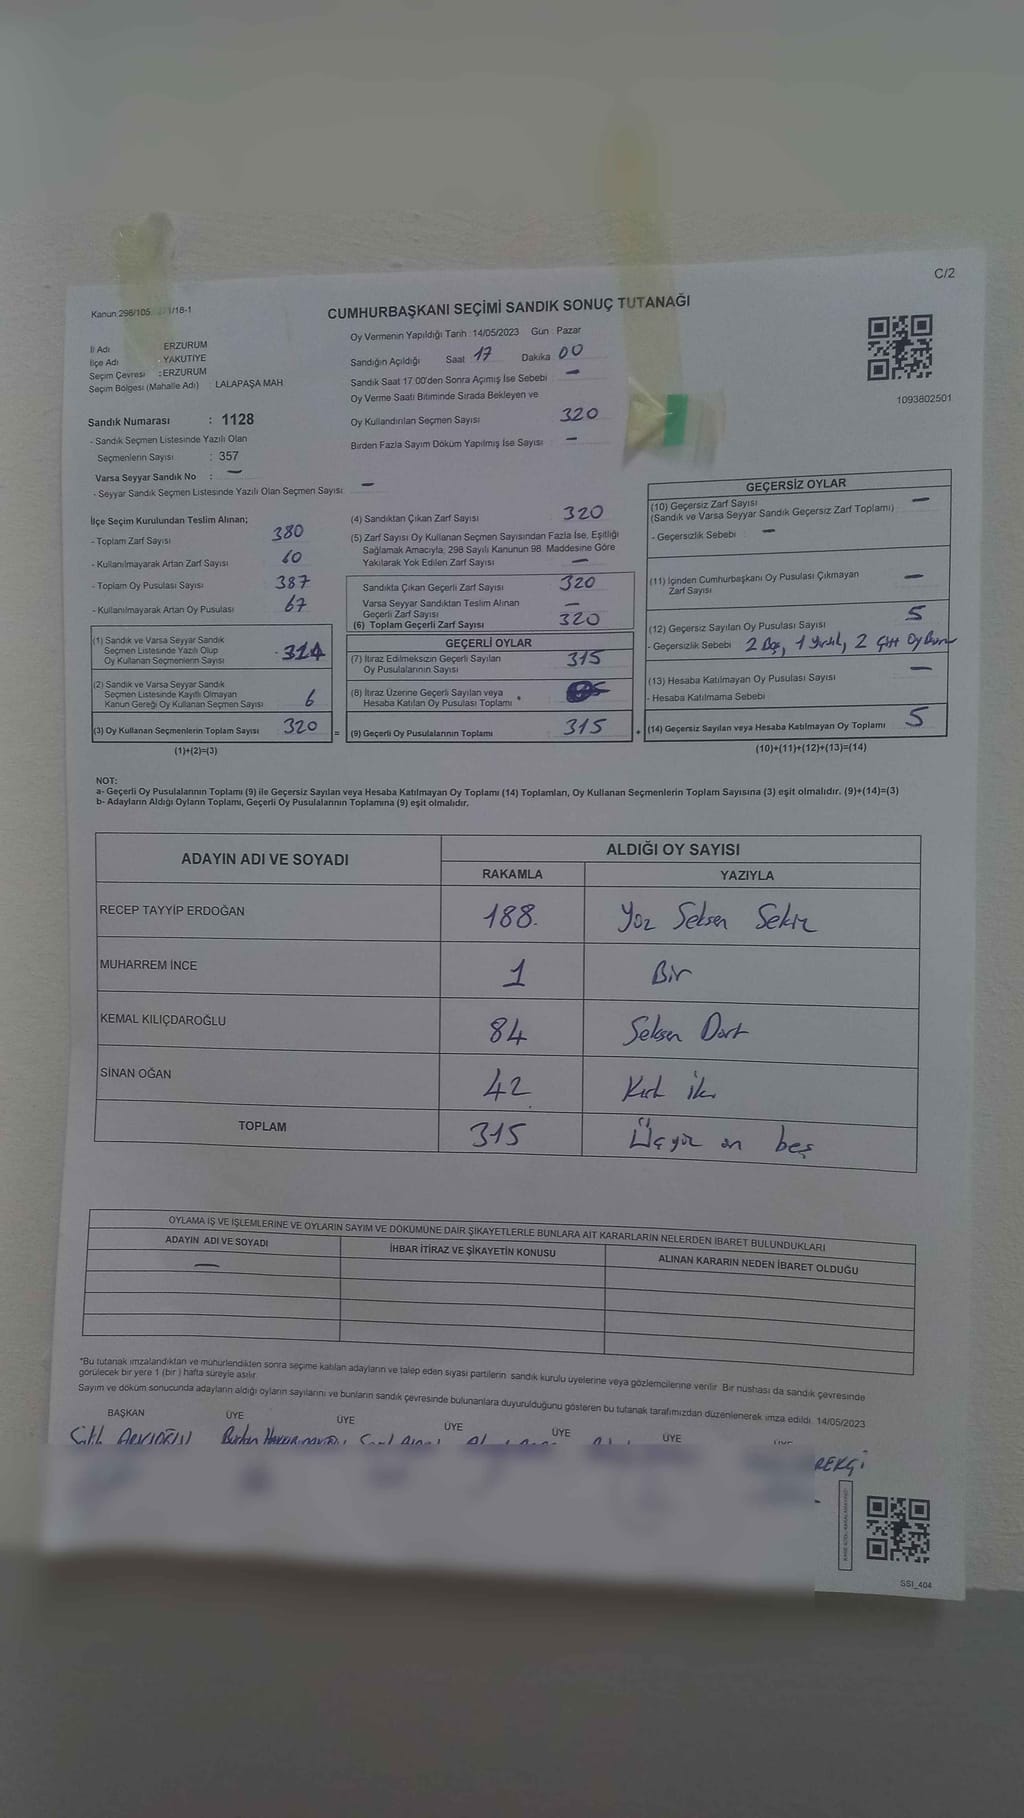 C/2
Kanun 298/105. /18-1
CUMHURBAŞKANI SEÇİMİ SANDIK SONUÇ TUTANAĞI
İl Adı : ERZURUM
İlçe Adı : YAKUTİYE
Seçim Çevresi : ERZURUM
Seçim Bölgesi (Mahalle Adı) : LALAPAŞA MAH
Sandık Numarası : 1128
- Sandık Seçmen Listesinde Yazılı Olan
Seçmenlerin Sayısı : 357
Varsa Seyyar Sandık No : —
- Seyyar Sandık Seçmen Listesinde Yazılı Olan Seçmen Sayısı: —
Oy Vermenin Yapıldığı Tarih : 14/05/2023 Gün : Pazar
Sandığın Açıldığı Saat 17 Dakika 00
Sandık Saat 17.00'den Sonra Açımış İse Sebebi —
Oy Verme Saati Bitiminde Sırada Bekleyen ve
Oy Kullandırılan Seçmen Sayısı 320
Birden Fazla Sayım Döküm Yapılmış İse Sayısı: —
1093802501
İlçe Seçim Kurulundan Teslim Alınan;
- Toplam Zarf Sayısı 380
- Kullanılmayarak Artan Zarf Sayısı 60
- Toplam Oy Pusulası Sayısı 387
- Kullanılmayarak Artan Oy Pusulası 67
(1) Sandık ve Varsa Seyyar Sandık
Seçmen Listesinde Yazılı Olup
Oy Kullanan Seçmenlerin Sayısı 314
(2) Sandık ve Varsa Seyyar Sandık
Seçmen Listesinde Kayıtlı Olmayan
Kanun Gereği Oy Kullanan Seçmen Sayısı 6
(3) Oy Kullanan Seçmenlerin Toplam Sayısı 320
(1)+(2)=(3)
(4) Sandıktan Çıkan Zarf Sayısı 320
(5) Zarf Sayısı Oy Kullanan Seçmen Sayısından Fazla İse, Eşitliği
Sağlamak Amacıyla; 298 Sayılı Kanunun 98. Maddesine Göre
Yakılarak Yok Edilen Zarf Sayısı —
Sandıkta Çıkan Geçerli Zarf Sayısı 320
Varsa Seyyar Sandıktan Teslim Alınan
Geçerli Zarf Sayısı —
(6) Toplam Geçerli Zarf Sayısı 320
GEÇERLİ OYLAR
(7) İtiraz Edilmeksizin Geçerli Sayılan
Oy Pusulalarının Sayısı 315
(8) İtiraz Üzerine Geçerli Sayılan veya
Hesaba Katılan Oy Pusulası Toplamı
= (9) Geçerli Oy Pusulalarının Toplamı 315 +
GEÇERSİZ OYLAR
(10) Geçersiz Zarf Sayısı —
(Sandık ve Varsa Seyyar Sandık Geçersiz Zarf Toplamı)
- Geçersizlik Sebebi —
(11) İçinden Cumhurbaşkanı Oy Pusulası Çıkmayan
Zarf Sayısı —
(12) Geçersiz Sayılan Oy Pusulası Sayısı 5
- Geçersizlik Sebebi 2 Boş, 1 Yırtık, 2 Çift Oy
(13) Hesaba Katılmayan Oy Pusulası Sayısı —
- Hesaba Katılmama Sebebi
(14) Geçersiz Sayılan veya Hesaba Katılmayan Oy Toplamı 5
(10)+(11)+(12)+(13)=(14)
NOT:
a- Geçerli Oy Pusulalarının Toplamı (9) ile Geçersiz Sayılan veya Hesaba Katılmayan Oy Toplamı (14) Toplamları, Oy Kullanan Seçmenlerin Toplam Sayısına (3) eşit olmalıdır. (9)+(14)=(3)
b- Adayların Aldığı Oyların Toplamı, Geçerli Oy Pusulalarının Toplamına (9) eşit olmalıdır.
ADAYIN ADI VE SOYADI ALDIĞI OY SAYISI
RAKAMLA YAZIYLA
RECEP TAYYİP ERDOĞAN 188. Yüz Seksen Sekiz
MUHARREM İNCE 1 Bir
KEMAL KILIÇDAROĞLU 84 Seksen Dört
SİNAN OĞAN 42 Kırk iki
TOPLAM 315 Üçyüz on beş
OYLAMA İŞ VE İŞLEMLERİNE VE OYLARIN SAYIM VE DÖKÜMÜNE DAİR ŞİKAYETLERLE BUNLARA AİT KARARLARIN NELERDEN İBARET BULUNDUKLARI
ADAYIN ADI VE SOYADI İHBAR İTİRAZ VE ŞİKAYETİN KONUSU ALINAN KARARIN NEDEN İBARET OLDUĞU
—
*Bu tutanak imzalandıktan ve mühürlendikten sonra seçime katılan adayların ve talep eden siyasi partilerin sandık kurulu üyelerine veya gözlemcilerine verilir. Bir nüshası da sandık çevresinde
görülecek bir yere 1 (bir) hafta süreyle asılır.
Sayım ve döküm sonucunda adayların aldığı oyların sayılarını ve bunların sandık çevresinde bulunanlara duyurulduğunu gösteren bu tutanak tarafımızdan düzenlenerek imza edildi. 14/05/2023
BAŞKAN ÜYE ÜYE ÜYE ÜYE ÜYE ÜYE
SSI_404